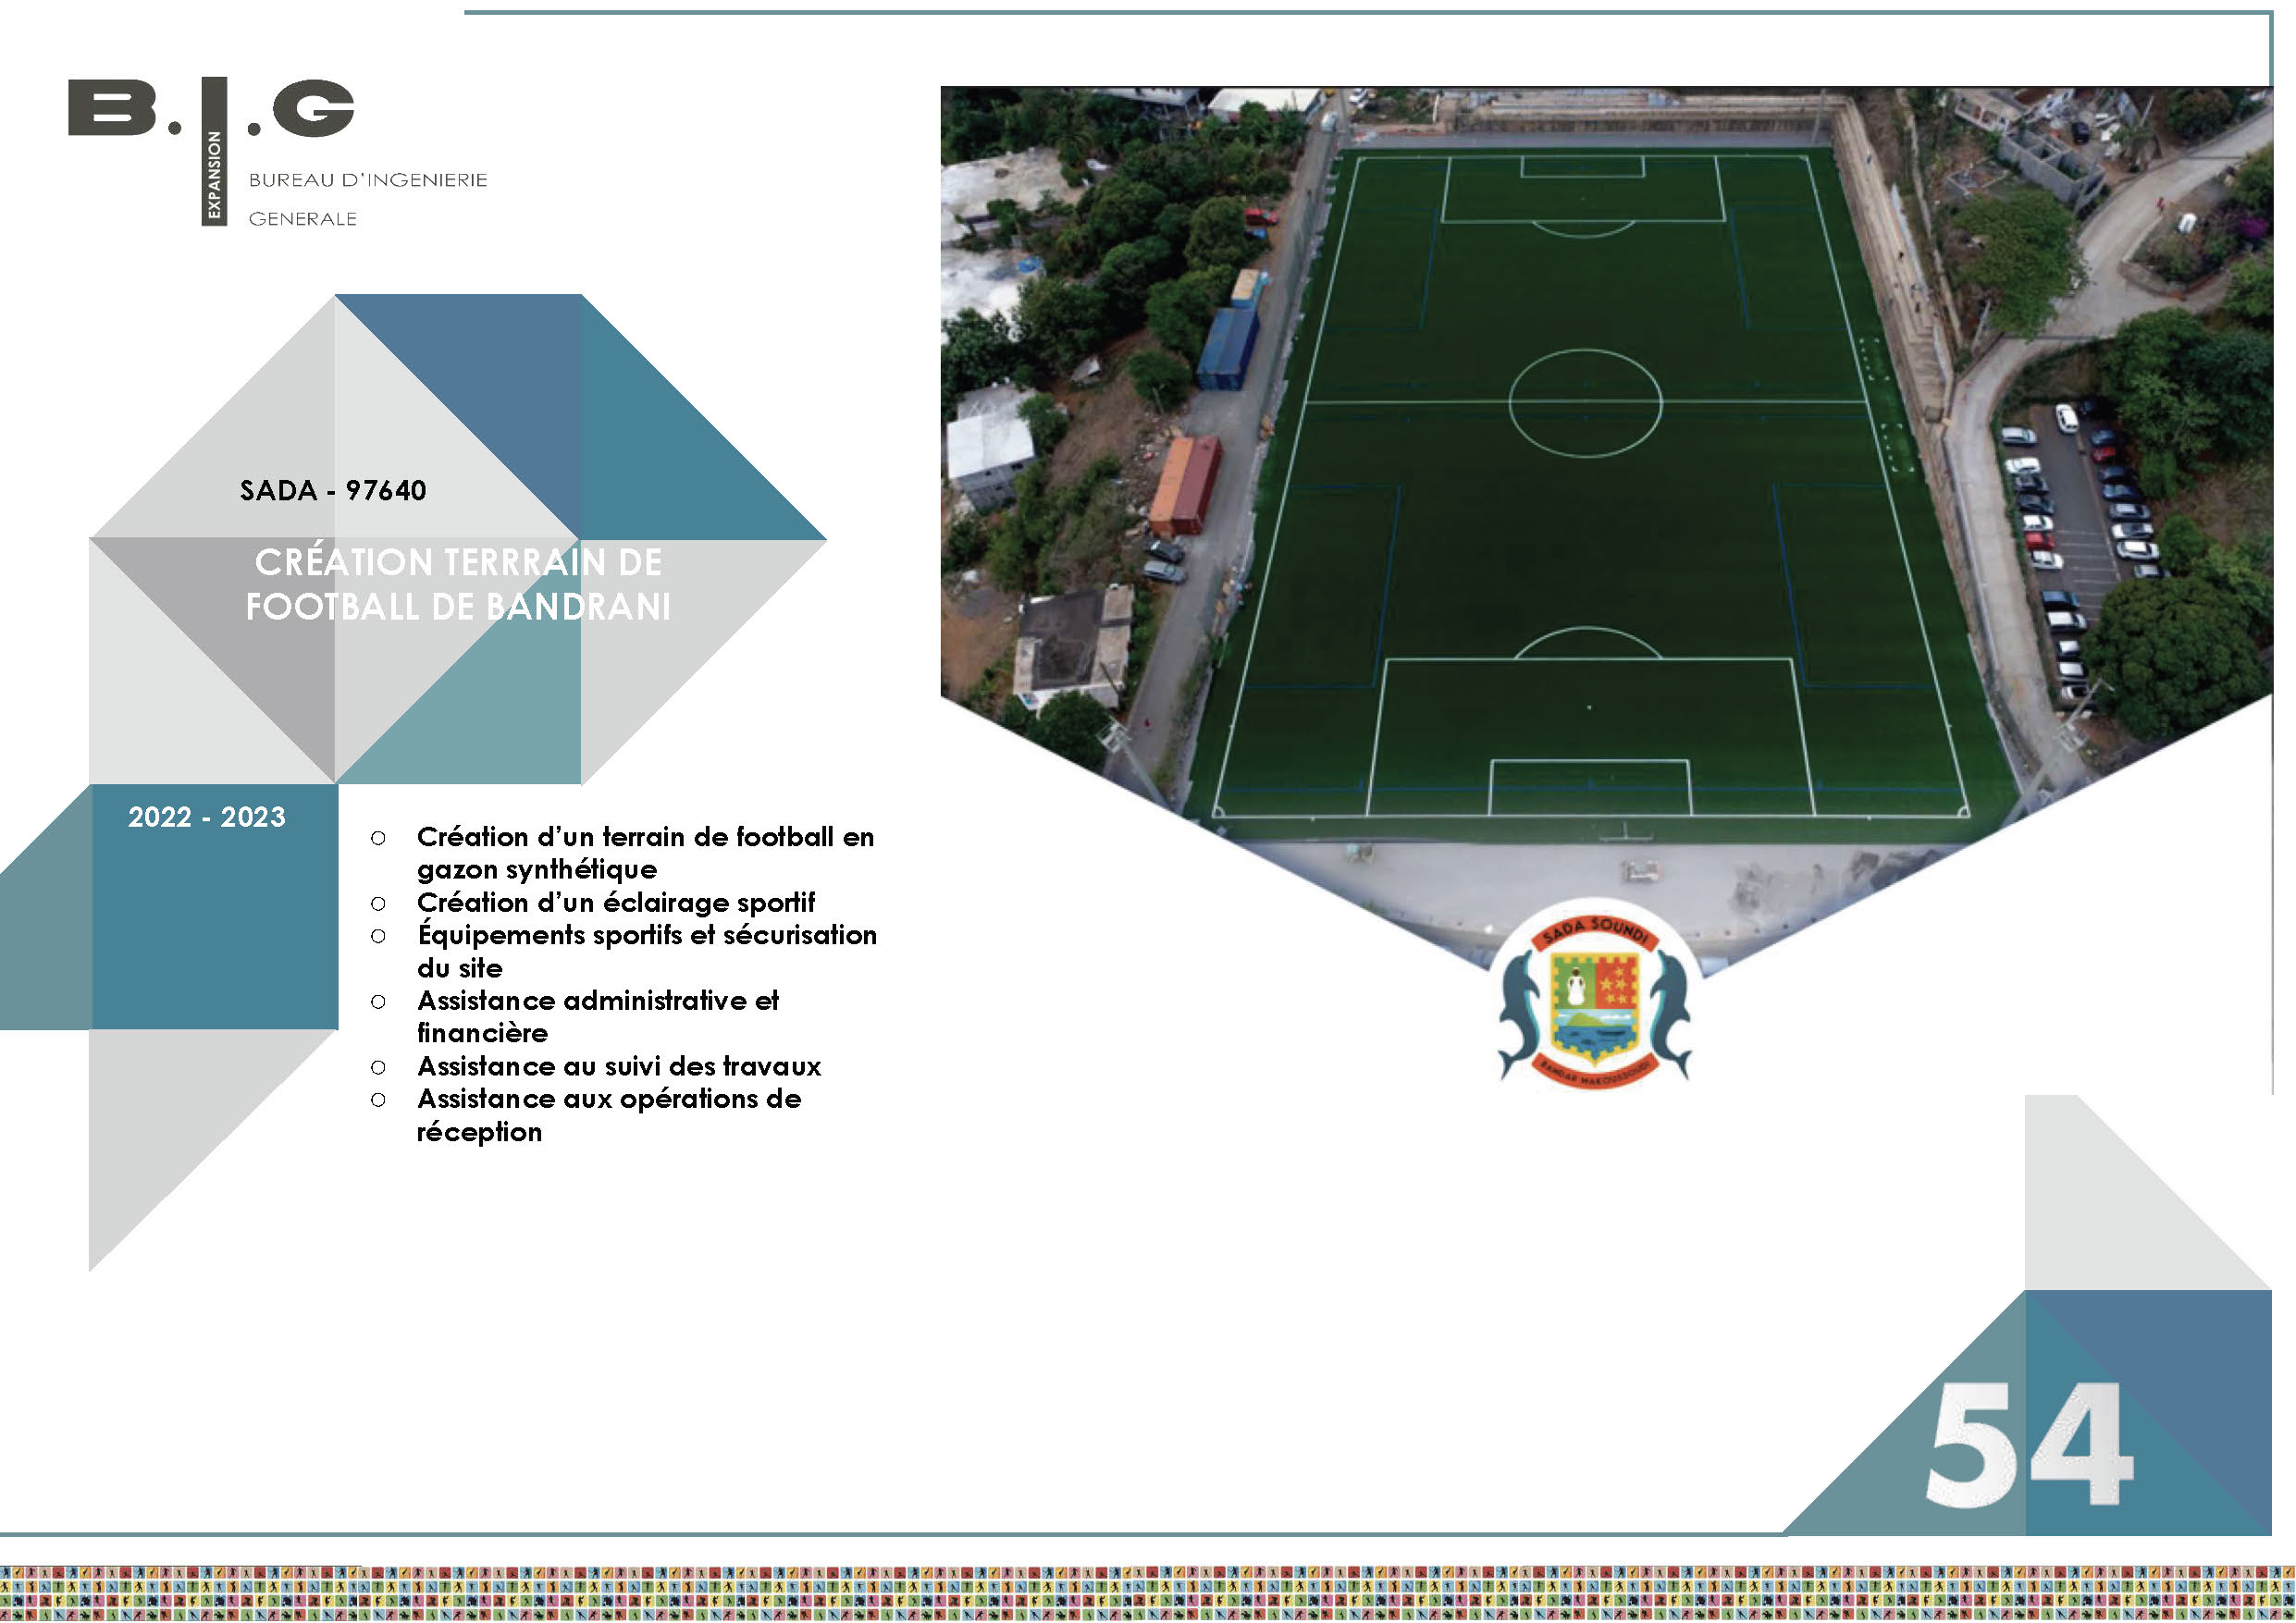 B.I.G
EXPANSION
BUREAU D'INGENIERIE
GENERALE
SADA - 97640
CRÉATION TERRRAIN DE
FOOTBALL DE BANDRANI
2022 - 2023
○ Création d'un terrain de football en
gazon synthétique
○ Création d'un éclairage sportif
○ Équipements sportifs et sécurisation
du site
○ Assistance administrative et
financière
○ Assistance au suivi des travaux
○ Assistance aux opérations de
réception
SADA SOUNDI
BANDAR MAKOUSSOUDI
54